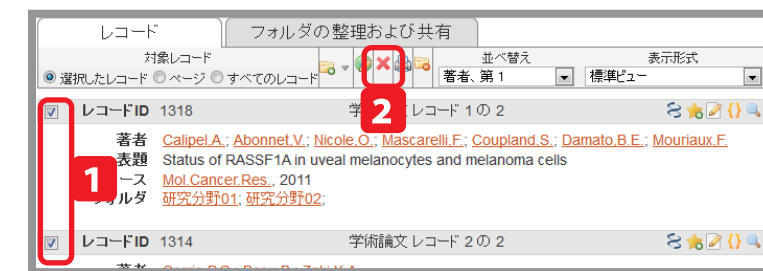 レコード フォルダの整理および共有
対象レコード 並べ替え 表示形式
選択したレコード ページ すべてのレコード 著者、第 1 標準ビュー
2
レコードID 1318 学 文 レコード 1 の 2
著者 Calipel,A.; Abonnet,V.; Nicole,O.; Mascarelli,F.; Coupland,S.; Damato,B.E.; Mouriaux,F.
1
表題 Status of RASSF1A in uveal melanocytes and melanoma cells
ース Mol.Cancer.Res., 2011
ルダ 研究分野01; 研究分野02;
レコードID 1314 学術論文 レコード 2 の 2